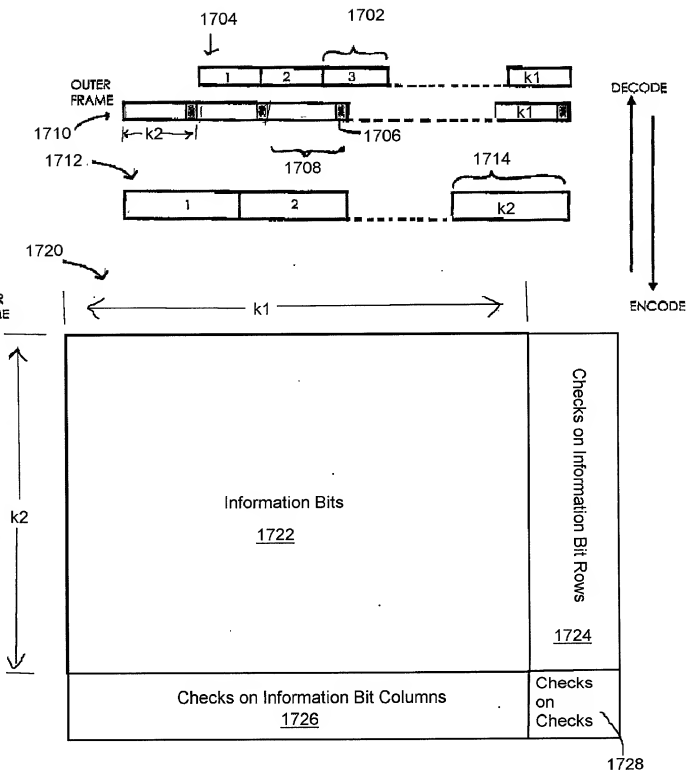 1704
1702
1 2 3 k1
OUTER
FRAME
DECODE
1710
k2
k1
1706
1712
1708
1714
1 2 k2
1720
ENCODE
k1
k2
Checks on Information Bit Rows
Information Bits
1722
1724
Checks on Information Bit Columns
1726
Checks
on
Checks
1728